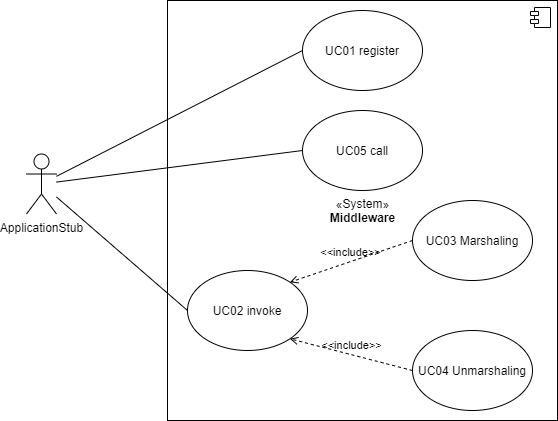 UC01 register
UC05 call
ApplicationStub
«System»
Middleware
UC03 Marshaling
<<include>>
UC02 invoke
<<include>>
UC04 Unmarshaling